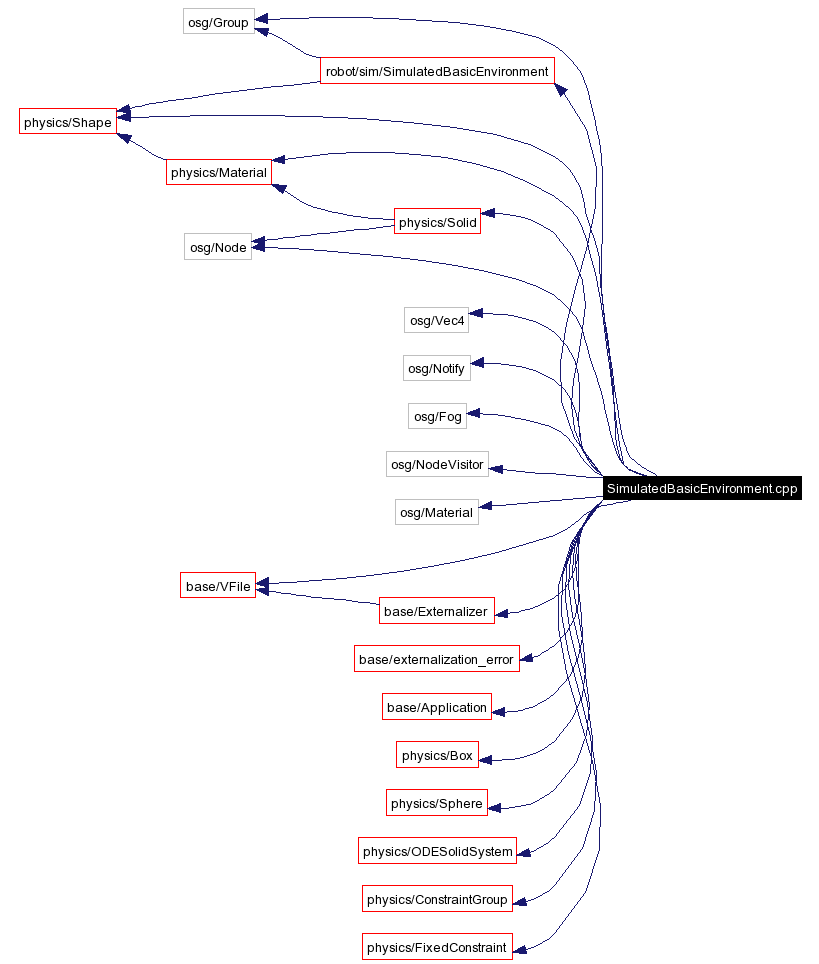 osg/Group
robot/sim/SimulatedBasicEnvironment
physics/Shape
physics/Material
physics/Solid
osg/Node
osg/Vec4
osg/Notify
osg/Fog
osg/NodeVisitor
SimulatedBasicEnvironment.cpp
osg/Material
base/VFile
base/Externalizer
base/externalization_error
base/Application
physics/Box
physics/Sphere
physics/ODESolidSystem
physics/ConstraintGroup
physics/FixedConstraint